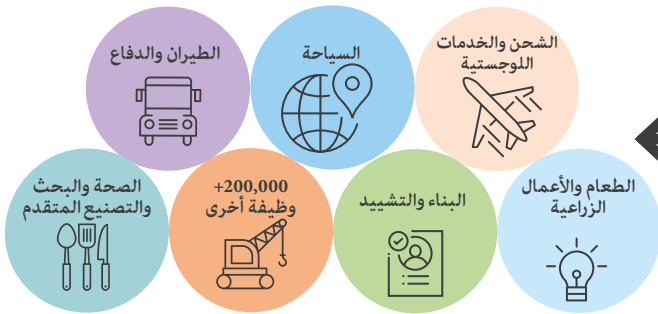 الشحن والخدمات
اللوجستية
السياحة
الطيران والدفاع
الطعام والأعمال
الزراعية
البناء والتشييد
200,000+
وظيفة أخرى
الصحة والبحث
والتصنيع المتقدم